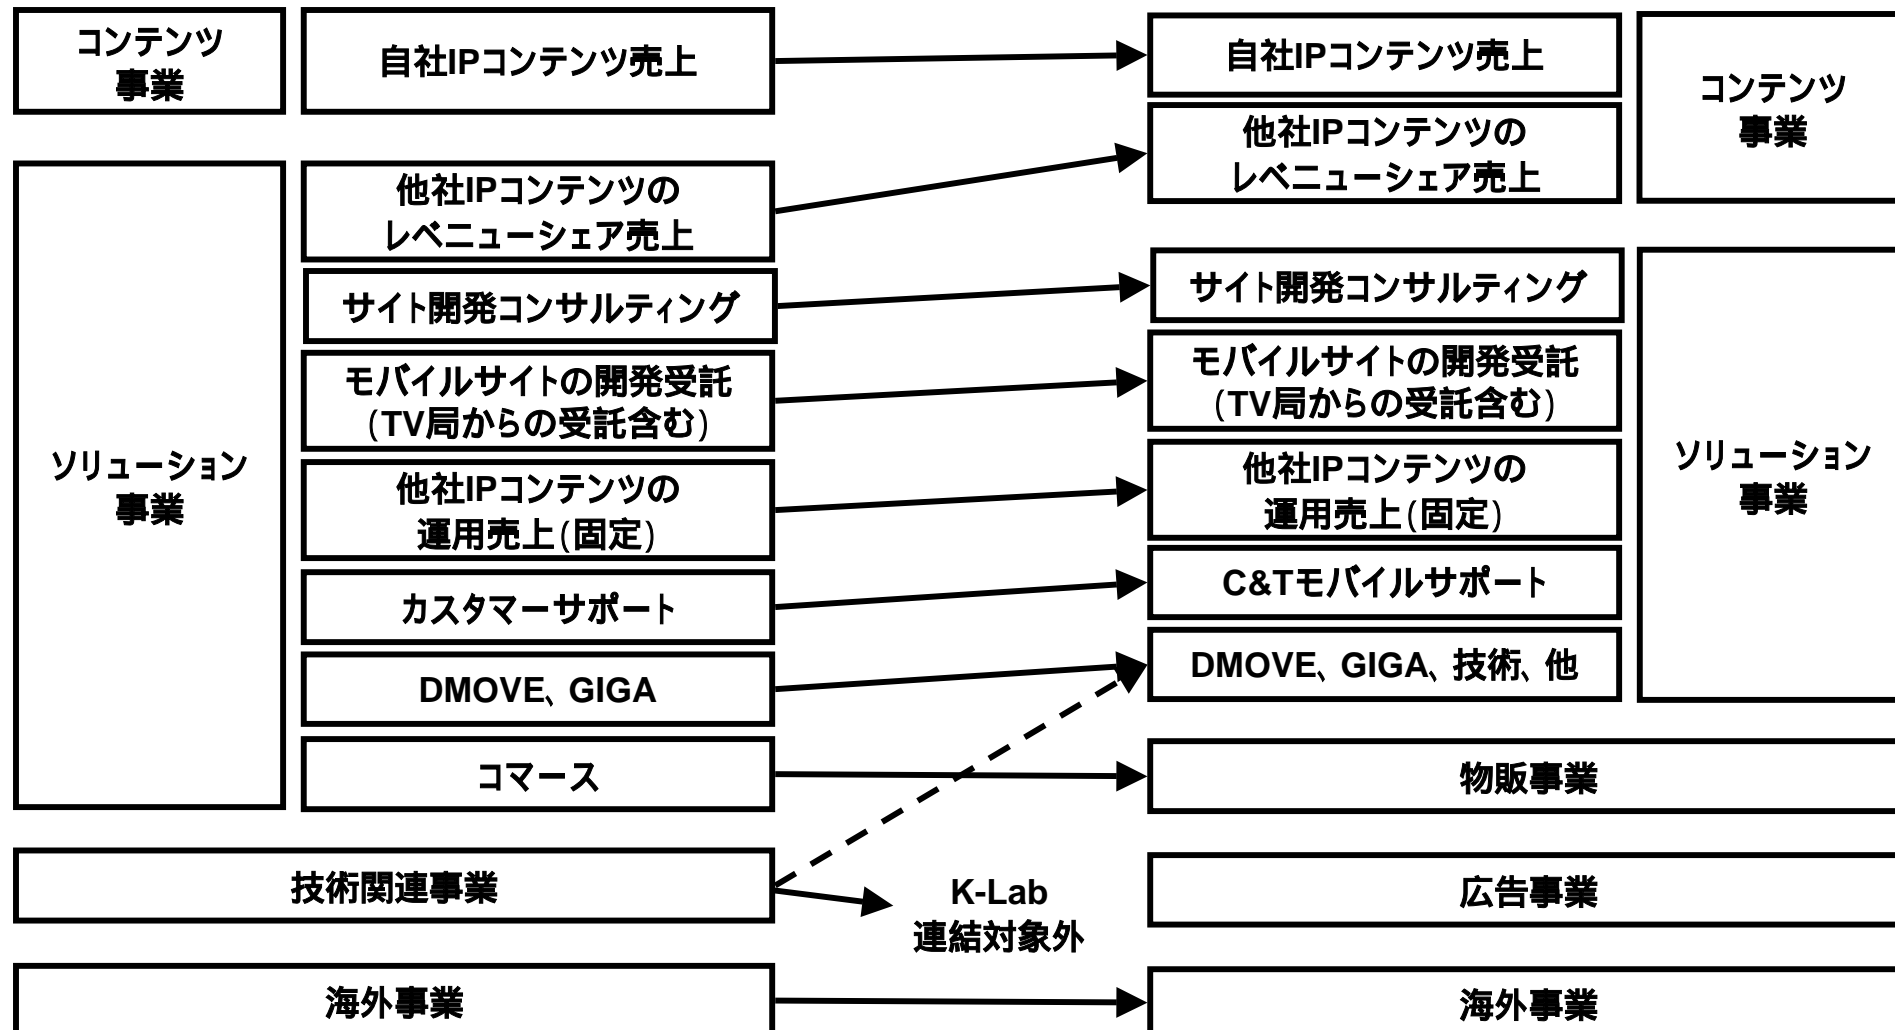 コンテンツ
事業
自社IPコンテンツ売上
ソリューション
事業
他社IPコンテンツの
レベニューシェア売上
サイト開発コンサルティング
モバイルサイトの開発受託
(TV局からの受託含む)
他社IPコンテンツの
運用売上(固定)
カスタマーサポート
DMOVE、GIGA
コマース
技術関連事業
海外事業
K-Lab
連結対象外
自社IPコンテンツ売上
他社IPコンテンツの
レベニューシェア売上
コンテンツ
事業
サイト開発コンサルティング
モバイルサイトの開発受託
(TV局からの受託含む)
他社IPコンテンツの
運用売上(固定)
C&Tモバイルサポート
DMOVE、GIGA、技術、他
ソリューション
事業
物販事業
広告事業
海外事業